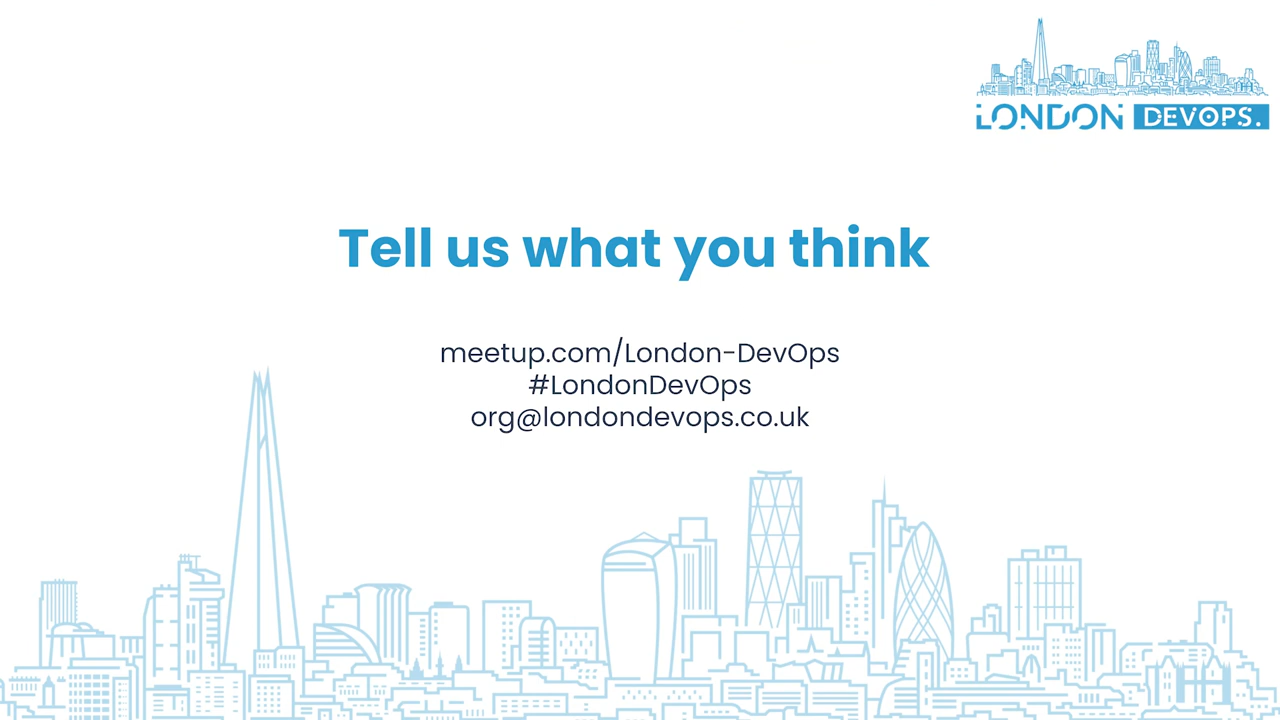 LONDON DEVOPS.
Tell us what you think
meetup.com/London-DevOps
#LondonDevOps
org@londondevops.co.uk